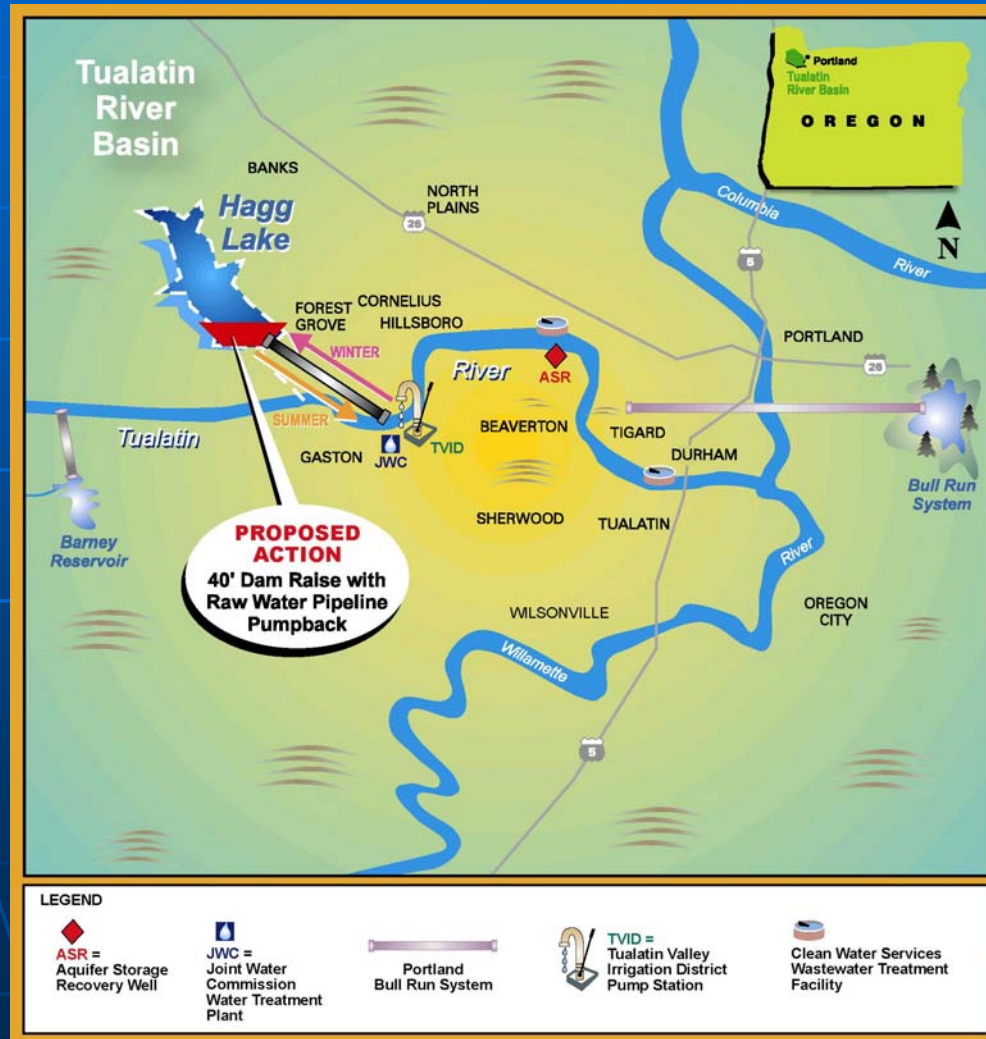 Tualatin
River
Basin
Portland
Tualatin
River Basin
OREGON
N
BANKS
NORTH
PLAINS
26
Columbia
River
5
Hagg
Lake
FOREST
GROVE
CORNELIUS
HILLSBORO
WINTER
River
ASR
PORTLAND
26
SUMMER
Tualatin
GASTON
JWC
TVID
BEAVERTON
TIGARD
DURHAM
Bull Run
System
Barney
Reservoir
SHERWOOD
TUALATIN
PROPOSED
ACTION
40' Dam Raise with
Raw Water Pipeline
Pumpback
River
WILSONVILLE
OREGON
CITY
Willamette
5
LEGEND
ASR =
Aquifer Storage
Recovery Well
JWC =
Joint Water
Commission
Water Treatment
Plant
Portland
Bull Run System
TVID =
Tualatin Valley
Irrigation District
Pump Station
Clean Water Services
Wastewater Treatment
Facility